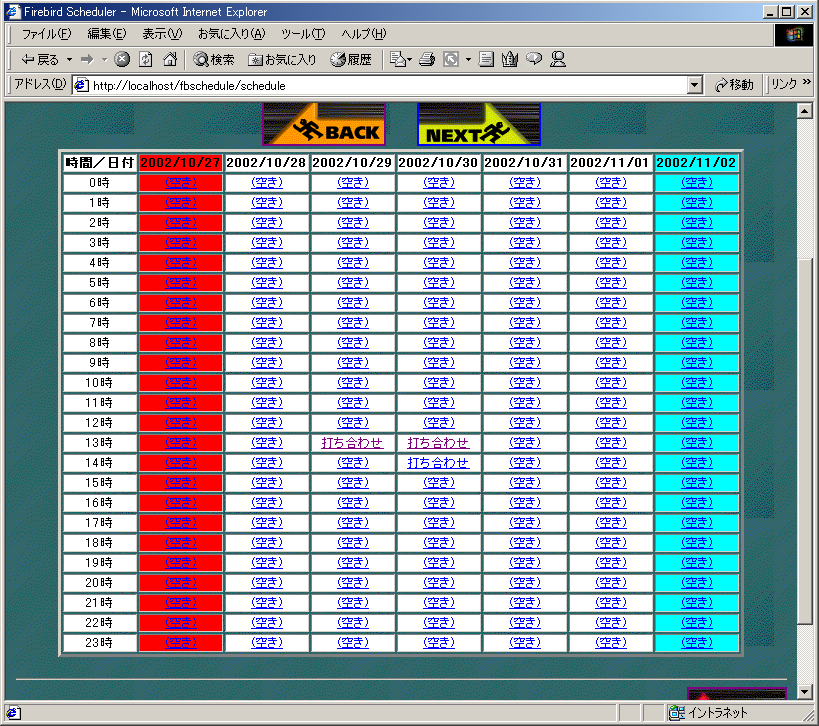 Firebird Scheduler - Microsoft Internet Explorer
ファイル(F) 編集(E) 表示(V) お気に入り(A) ツール(T) ヘルプ(H)
戻る 検索 お気に入り 履歴
アドレス(D) http://localhost/fbschedule/schedule 移動 リンク »
BACK NEXT
時間／日付 2002/10/27 2002/10/28 2002/10/29 2002/10/30 2002/10/31 2002/11/01 2002/11/02
0時 (空き) (空き) (空き) (空き) (空き) (空き) (空き)
1時 (空き) (空き) (空き) (空き) (空き) (空き) (空き)
2時 (空き) (空き) (空き) (空き) (空き) (空き) (空き)
3時 (空き) (空き) (空き) (空き) (空き) (空き) (空き)
4時 (空き) (空き) (空き) (空き) (空き) (空き) (空き)
5時 (空き) (空き) (空き) (空き) (空き) (空き) (空き)
6時 (空き) (空き) (空き) (空き) (空き) (空き) (空き)
7時 (空き) (空き) (空き) (空き) (空き) (空き) (空き)
8時 (空き) (空き) (空き) (空き) (空き) (空き) (空き)
9時 (空き) (空き) (空き) (空き) (空き) (空き) (空き)
10時 (空き) (空き) (空き) (空き) (空き) (空き) (空き)
11時 (空き) (空き) (空き) (空き) (空き) (空き) (空き)
12時 (空き) (空き) (空き) (空き) (空き) (空き) (空き)
13時 (空き) (空き) 打ち合わせ 打ち合わせ (空き) (空き) (空き)
14時 (空き) (空き) (空き) 打ち合わせ (空き) (空き) (空き)
15時 (空き) (空き) (空き) (空き) (空き) (空き) (空き)
16時 (空き) (空き) (空き) (空き) (空き) (空き) (空き)
17時 (空き) (空き) (空き) (空き) (空き) (空き) (空き)
18時 (空き) (空き) (空き) (空き) (空き) (空き) (空き)
19時 (空き) (空き) (空き) (空き) (空き) (空き) (空き)
20時 (空き) (空き) (空き) (空き) (空き) (空き) (空き)
21時 (空き) (空き) (空き) (空き) (空き) (空き) (空き)
22時 (空き) (空き) (空き) (空き) (空き) (空き) (空き)
23時 (空き) (空き) (空き) (空き) (空き) (空き) (空き)
イントラネット